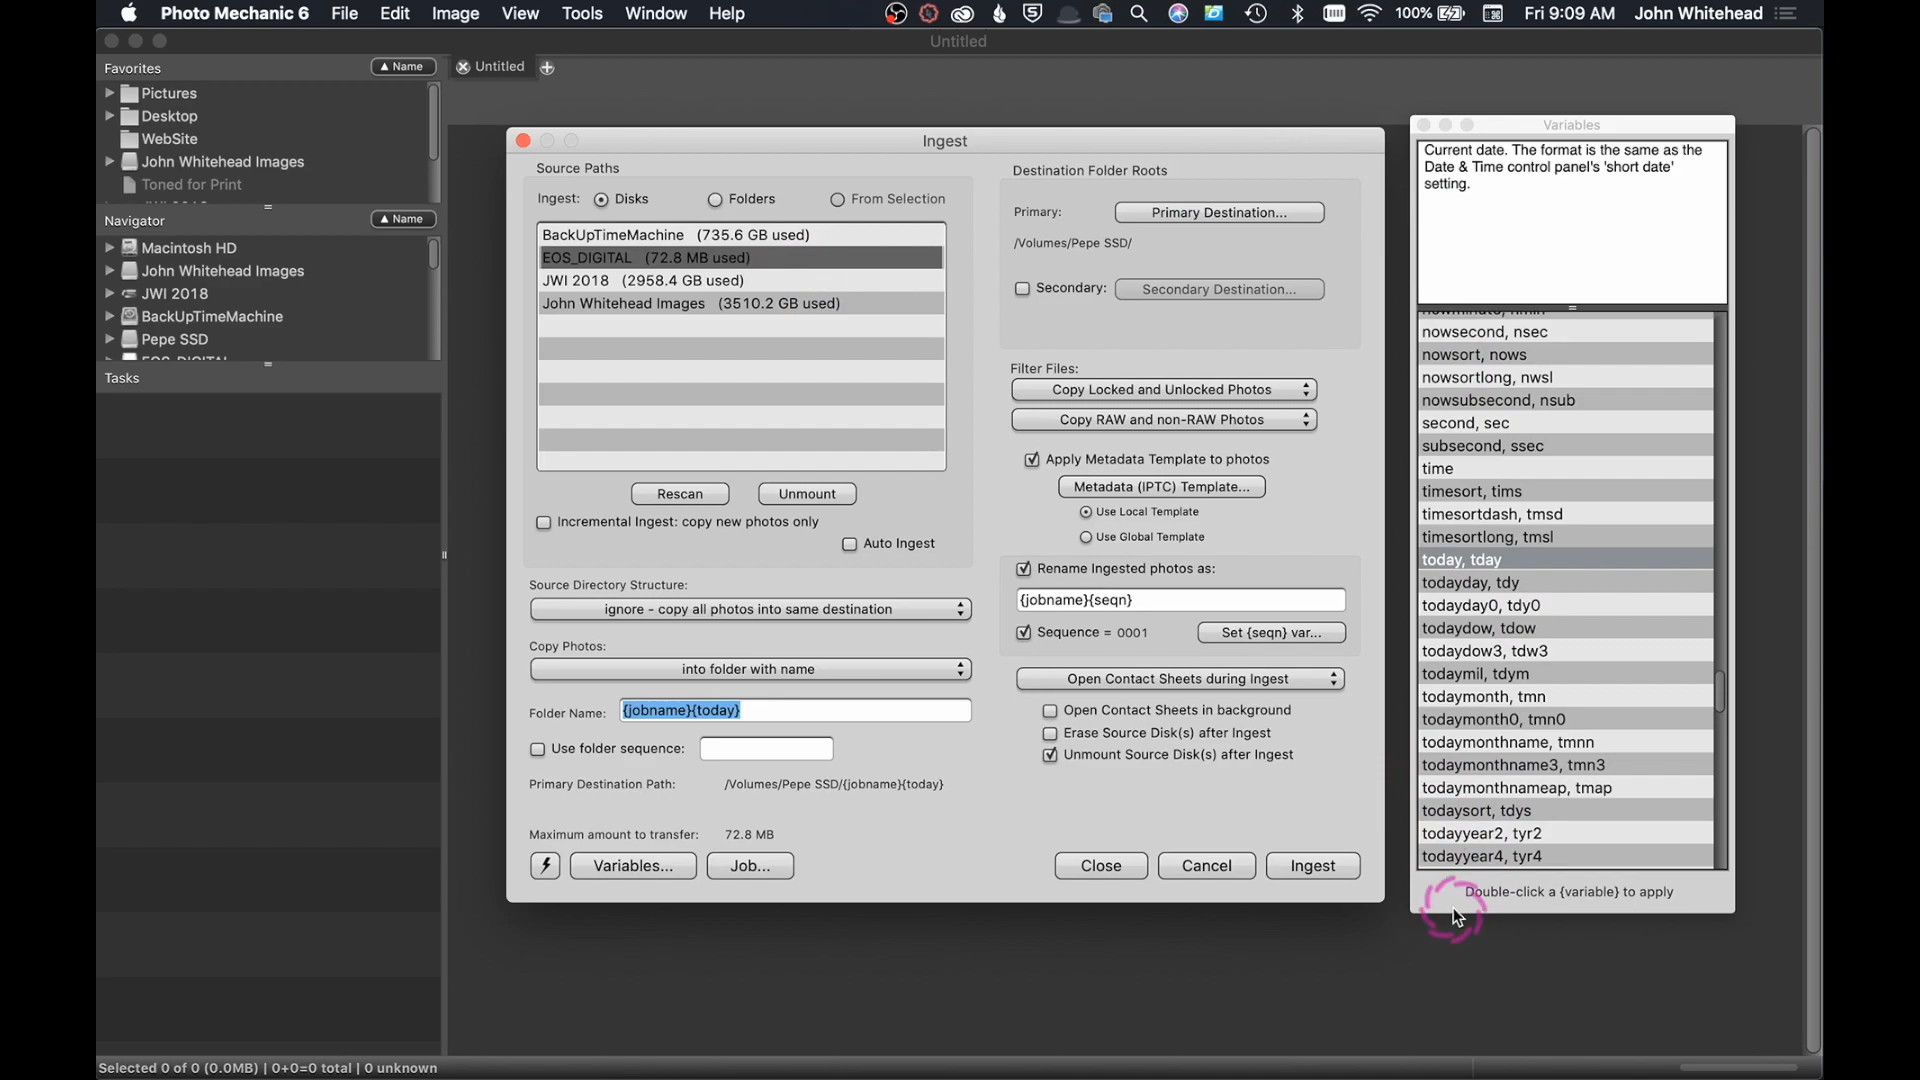 Photo Mechanic 6 File Edit Image View Tools Window Help 100% Fri 9:09 AM John Whitehead
Untitled
Favorites
▲ Name
Pictures
Desktop
WebSite
John Whitehead Images
Toned for Print
Navigator
▲ Name
Macintosh HD
John Whitehead Images
JWI 2018
BackUpTimeMachine
Pepe SSD
EOS_DIGITAL
Tasks
Untitled
Ingest
Source Paths
Ingest: Disks Folders From Selection
BackUpTimeMachine (735.6 GB used)
EOS_DIGITAL (72.8 MB used)
JWI 2018 (2958.4 GB used)
John Whitehead Images (3510.2 GB used)
Rescan Unmount
Incremental Ingest: copy new photos only
Auto Ingest
Source Directory Structure:
ignore - copy all photos into same destination
Copy Photos:
into folder with name
Folder Name: {jobname}{today}
Use folder sequence:
Primary Destination Path: /Volumes/Pepe SSD/{jobname}{today}
Maximum amount to transfer: 72.8 MB
Variables... Job...
Destination Folder Roots
Primary: Primary Destination...
/Volumes/Pepe SSD/
Secondary: Secondary Destination...
Filter Files:
Copy Locked and Unlocked Photos
Copy RAW and non-RAW Photos
Apply Metadata Template to photos
Metadata (IPTC) Template...
Use Local Template
Use Global Template
Rename Ingested photos as:
{jobname}{seqn}
Sequence = 0001 Set {seqn} var...
Open Contact Sheets during Ingest
Open Contact Sheets in background
Erase Source Disk(s) after Ingest
Unmount Source Disk(s) after Ingest
Close Cancel Ingest
Variables
Current date. The format is the same as the
Date & Time control panel's 'short date'
setting.
nowminute, nmin
nowsecond, nsec
nowsort, nows
nowsortlong, nwsl
nowsubsecond, nsub
second, sec
subsecond, ssec
time
timesort, tims
timesortdash, tmsd
timesortlong, tmsl
today, tday
todayday, tdy
todayday0, tdy0
todaydow, tdow
todaydow3, tdw3
todaymil, tdym
todaymonth, tmn
todaymonth0, tmn0
todaymonthname, tmnn
todaymonthname3, tmn3
todaymonthnameap, tmap
todaysort, tdys
todayyear2, tyr2
todayyear4, tyr4
Double-click a {variable} to apply
Selected 0 of 0 (0.0MB) | 0+0=0 total | 0 unknown